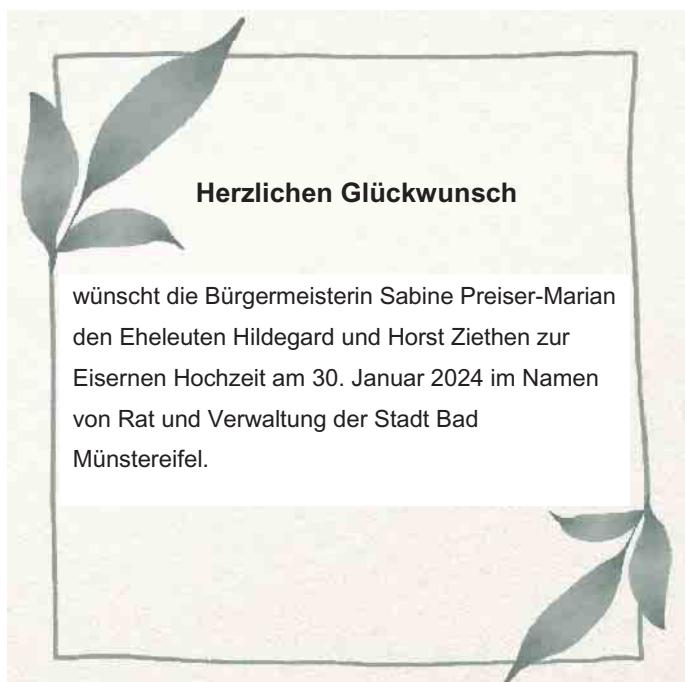 Herzlichen Glückwunsch
wünscht die Bürgermeisterin Sabine Preiser-Marian
den Eheleuten Hildegard und Horst Ziethen zur
Eisernen Hochzeit am 30. Januar 2024 im Namen
von Rat und Verwaltung der Stadt Bad
Münstereifel.